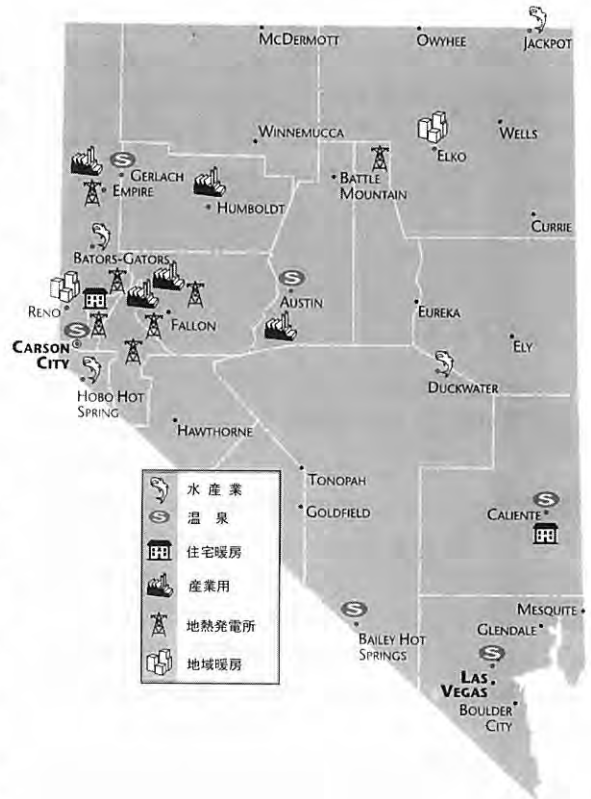 McDermott
Owyhee
Jackpot
Winnemucca
Wells
Elko
S
Gerlach
Empire
Battle
Mountain
Humboldt
Currie
Bators-Gators
S
Austin
Reno
Eureka
Fallon
S
Carson
City
Ely
Duckwater
Hobo Hot
Spring
Hawthorne
Tonopah
水産業
S
Goldfield
S 温泉
Caliente
住宅暖房
産業用
S
Mesquite
地熱発電所
Bailey Hot
Springs
Glendale
S
地域暖房
Las
Vegas
Boulder
City